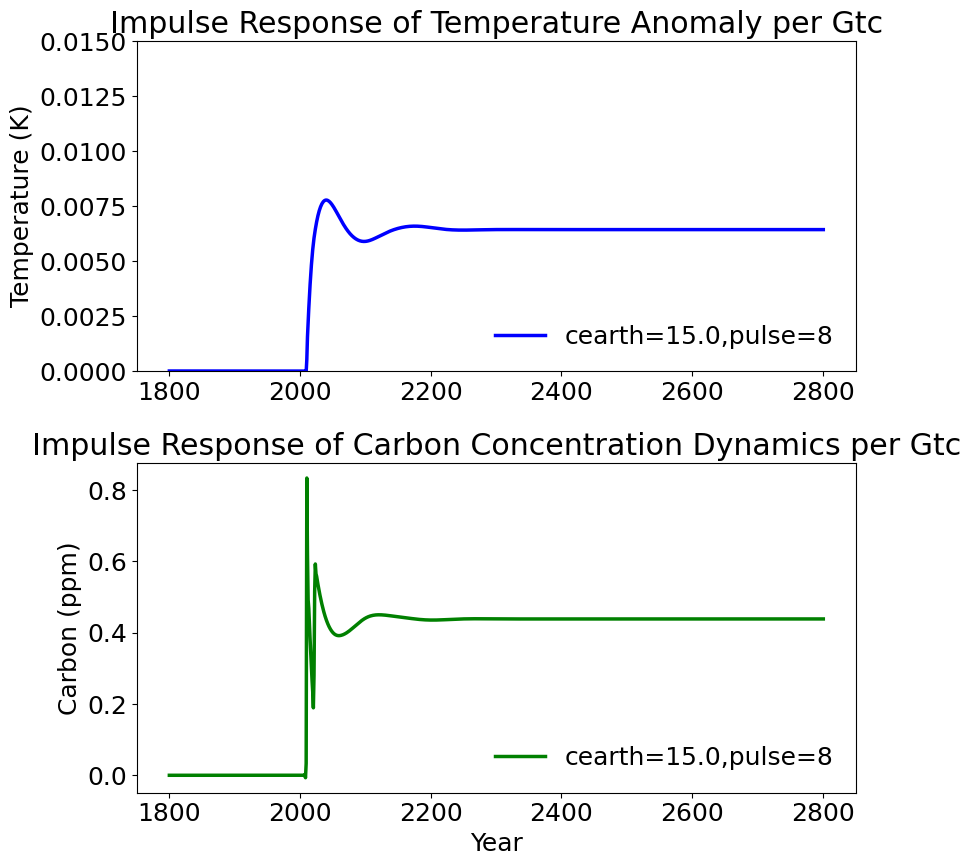 Impulse Response of Temperature Anomaly per Gtc
0.0150
0.0125
0.0100
0.0075
0.0050
0.0025
0.0000
Temperature (K)
cearth=15.0,pulse=8
1800 2000 2200 2400 2600 2800
Impulse Response of Carbon Concentration Dynamics per Gtc
0.8
0.6
0.4
0.2
0.0
Carbon (ppm)
cearth=15.0,pulse=8
1800 2000 2200 2400 2600 2800
Year